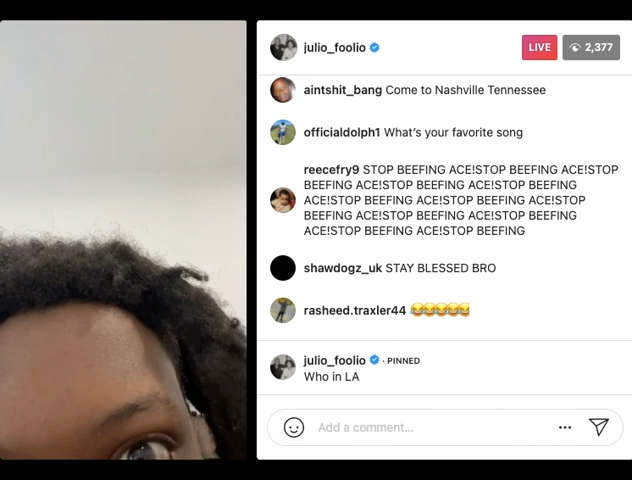 julio_foolio
LIVE
2,377
aintshit_bang Come to Nashville Tennessee
officialdolph1 What's your favorite song
reecefry9 STOP BEEFING ACE!STOP BEEFING ACE!STOP
BEEFING ACE!STOP BEEFING ACE!STOP BEEFING
ACE!STOP BEEFING ACE!STOP BEEFING ACE!STOP
BEEFING ACE!STOP BEEFING ACE!STOP BEEFING
ACE!STOP BEEFING ACE!STOP BEEFING
shawdogz_uk STAY BLESSED BRO
rasheed.traxler44 😂😂😂😂😂
julio_foolio · PINNED
Who in LA
Add a comment...